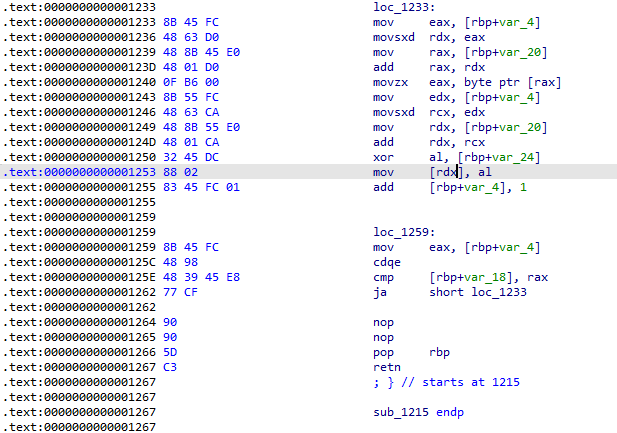 .text:0000000000001233 loc_1233:
.text:0000000000001233 8B 45 FC mov eax, [rbp+var_4]
.text:0000000000001236 48 63 D0 movsxd rdx, eax
.text:0000000000001239 48 8B 45 E0 mov rax, [rbp+var_20]
.text:000000000000123D 48 01 D0 add rax, rdx
.text:0000000000001240 0F B6 00 movzx eax, byte ptr [rax]
.text:0000000000001243 8B 55 FC mov edx, [rbp+var_4]
.text:0000000000001246 48 63 CA movsxd rcx, edx
.text:0000000000001249 48 8B 55 E0 mov rdx, [rbp+var_20]
.text:000000000000124D 48 01 CA add rdx, rcx
.text:0000000000001250 32 45 DC xor al, [rbp+var_24]
.text:0000000000001253 88 02 mov [rdx], al
.text:0000000000001255 83 45 FC 01 add [rbp+var_4], 1
.text:0000000000001255
.text:0000000000001259
.text:0000000000001259 loc_1259:
.text:0000000000001259 8B 45 FC mov eax, [rbp+var_4]
.text:000000000000125C 48 98 cdqe
.text:000000000000125E 48 39 45 E8 cmp [rbp+var_18], rax
.text:0000000000001262 77 CF ja short loc_1233
.text:0000000000001262
.text:0000000000001264 90 nop
.text:0000000000001265 90 nop
.text:0000000000001266 5D pop rbp
.text:0000000000001267 C3 retn
.text:0000000000001267 ; } // starts at 1215
.text:0000000000001267
.text:0000000000001267 sub_1215 endp
.text:0000000000001267